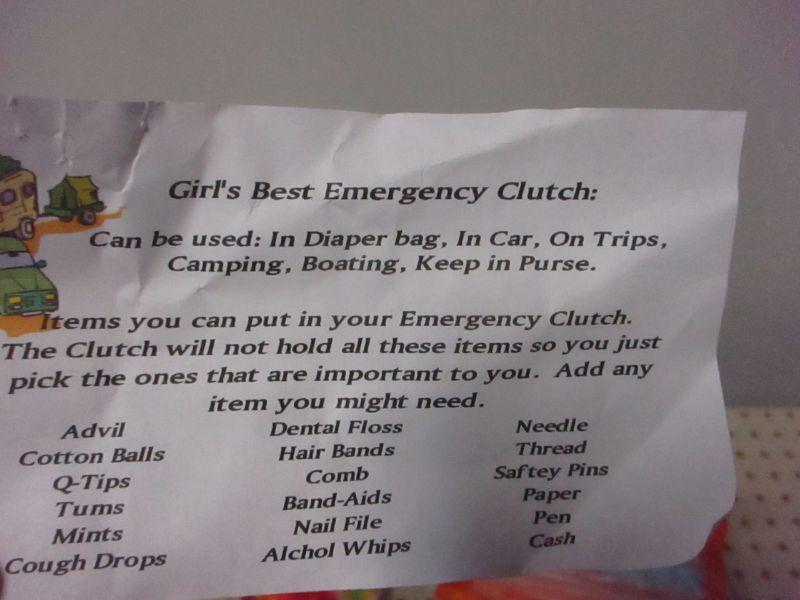 Girl's Best Emergency Clutch:
Can be used: In Diaper bag, In Car, On Trips,
Camping, Boating, Keep in Purse.
Items you can put in your Emergency Clutch.
The Clutch will not hold all these items so you just
pick the ones that are important to you. Add any
item you might need.
Advil
Cotton Balls
Q-Tips
Tums
Mints
Cough Drops
Dental Floss
Hair Bands
Comb
Band-Aids
Nail File
Alchol Whips
Needle
Thread
Saftey Pins
Paper
Pen
Cash